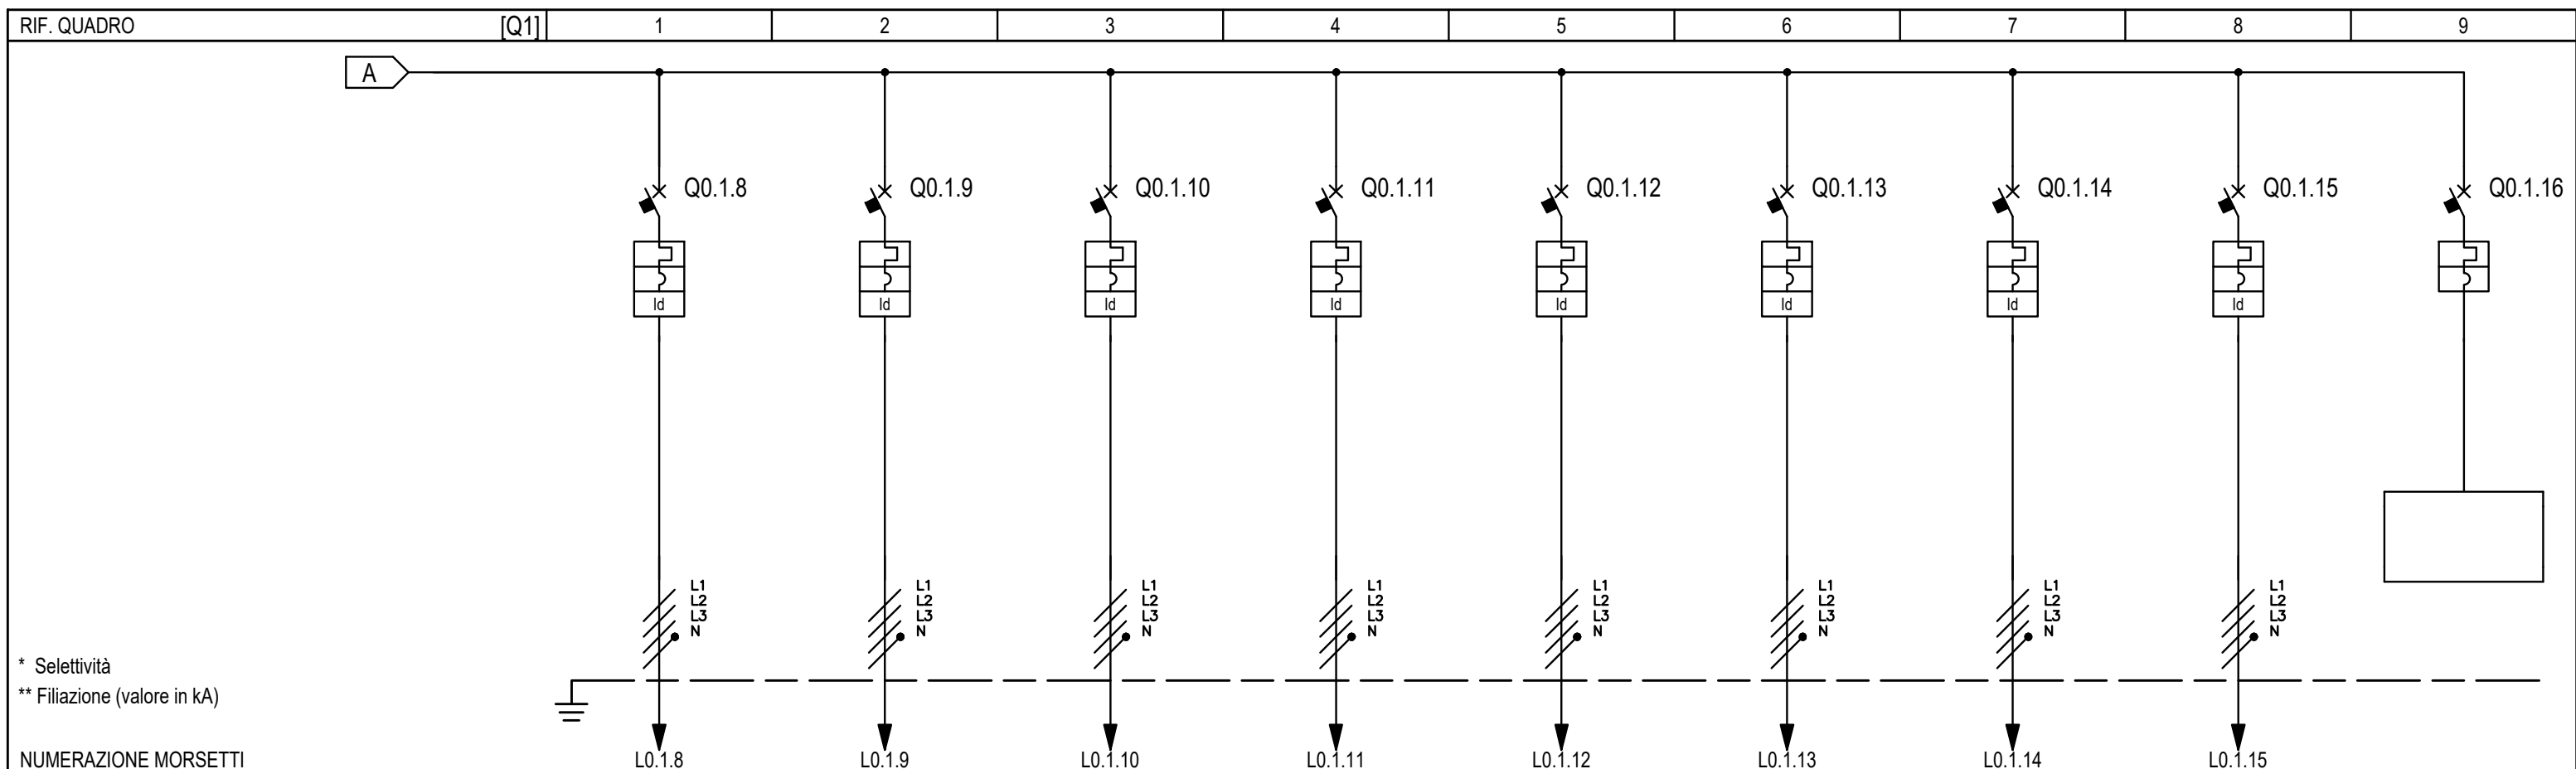 RIF. QUADRO [Q1] 1 2 3 4 5 6 7 8 9
A
Q0.1.8 Q0.1.9 Q0.1.10 Q0.1.11 Q0.1.12 Q0.1.13 Q0.1.14 Q0.1.15 Q0.1.16
Id Id Id Id Id Id Id Id
L1 L1 L1 L1 L1 L1 L1 L1
L2 L2 L2 L2 L2 L2 L2 L2
L3 L3 L3 L3 L3 L3 L3 L3
N N N N N N N N
* Selettività
** Filiazione (valore in kA)
NUMERAZIONE MORSETTI L0.1.8 L0.1.9 L0.1.10 L0.1.11 L0.1.12 L0.1.13 L0.1.14 L0.1.15